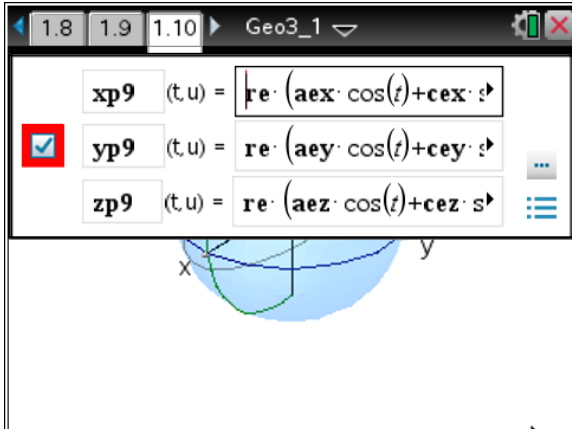 1.8 1.9 1.10 Geo3_1
xp9 (t,u) = re· (aex· cos(t)+cex· s
yp9 (t,u) = re· (aey· cos(t)+cey· s
zp9 (t,u) = re· (aez· cos(t)+cez· s
x y